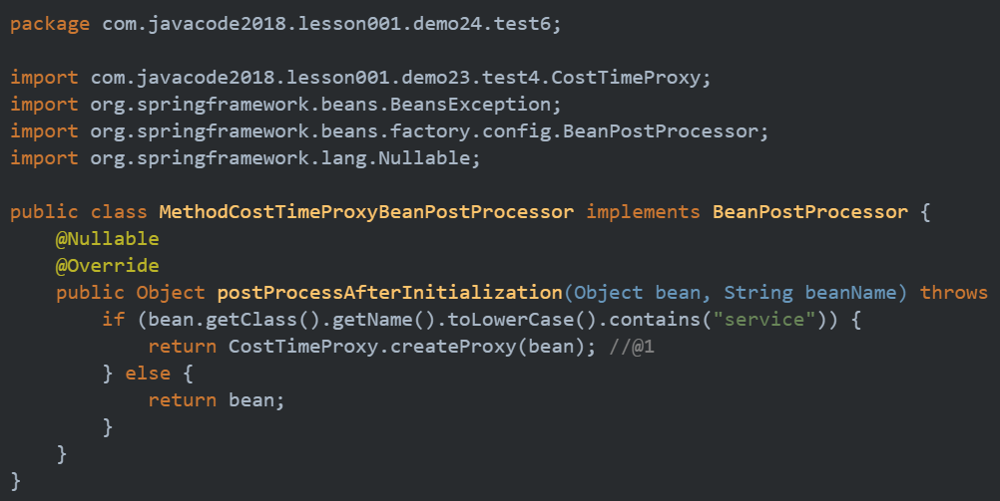 package com.javacode2018.lesson001.demo24.test6;
import com.javacode2018.lesson001.demo23.test4.CostTimeProxy;
import org.springframework.beans.BeansException;
import org.springframework.beans.factory.config.BeanPostProcessor;
import org.springframework.lang.Nullable;
public class MethodCostTimeProxyBeanPostProcessor implements BeanPostProcessor {
    @Nullable
    @Override
    public Object postProcessAfterInitialization(Object bean, String beanName) throws
        if (bean.getClass().getName().toLowerCase().contains("service")) {
            return CostTimeProxy.createProxy(bean); //@1
        } else {
            return bean;
        }
    }
}